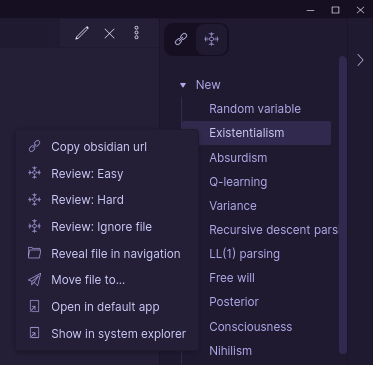 New
Random variable
Existentialism
Absurdism
Q-learning
Variance
Recursive descent pars
LL(1) parsing
Free will
Posterior
Consciousness
Nihilism
Copy obsidian url
Review: Easy
Review: Hard
Review: Ignore file
Reveal file in navigation
Move file to...
Open in default app
Show in system explorer